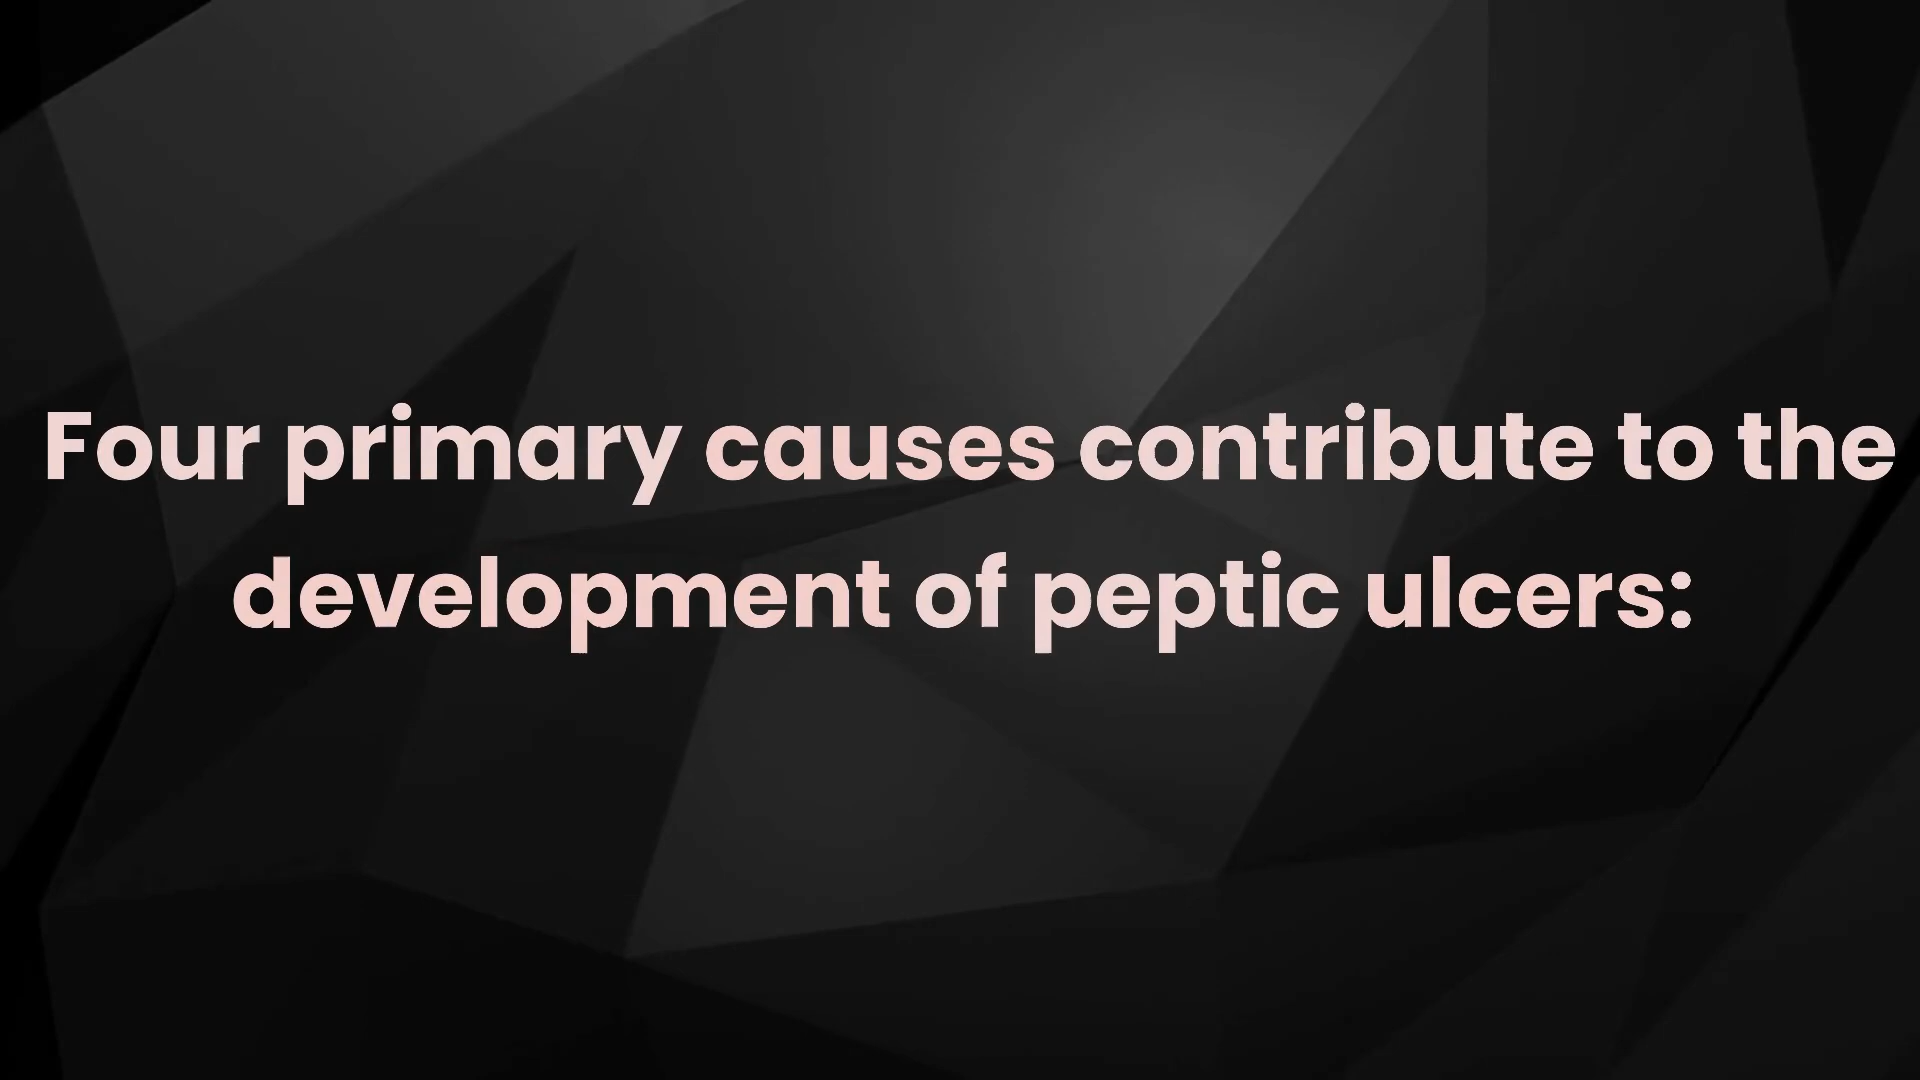 Four primary causes contribute to the
development of peptic ulcers: